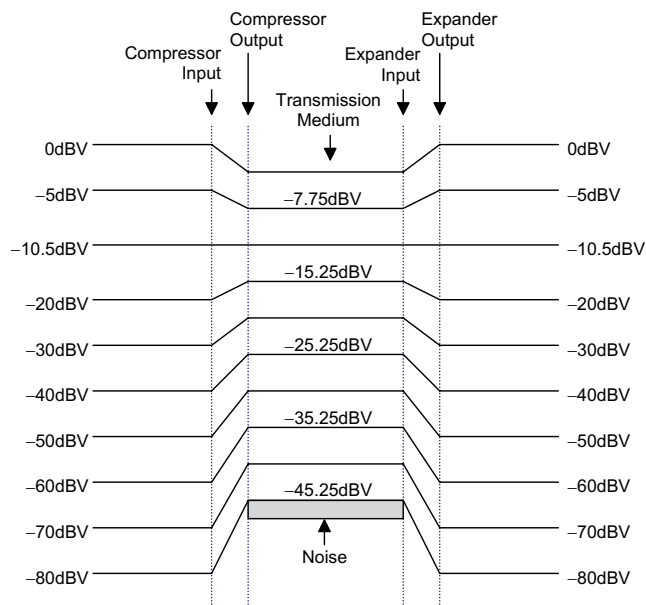 Compressor
Output
Expander
Output
Compressor
Input
Expander
Input
Transmission
Medium
0dBV
0dBV
–5dBV
–7.75dBV
–5dBV
–10.5dBV
–10.5dBV
–15.25dBV
–20dBV
–20dBV
–30dBV
–30dBV
–25.25dBV
–40dBV
–40dBV
–50dBV
–50dBV
–35.25dBV
–60dBV
–60dBV
–45.25dBV
–70dBV
–70dBV
Noise
–80dBV
–80dBV